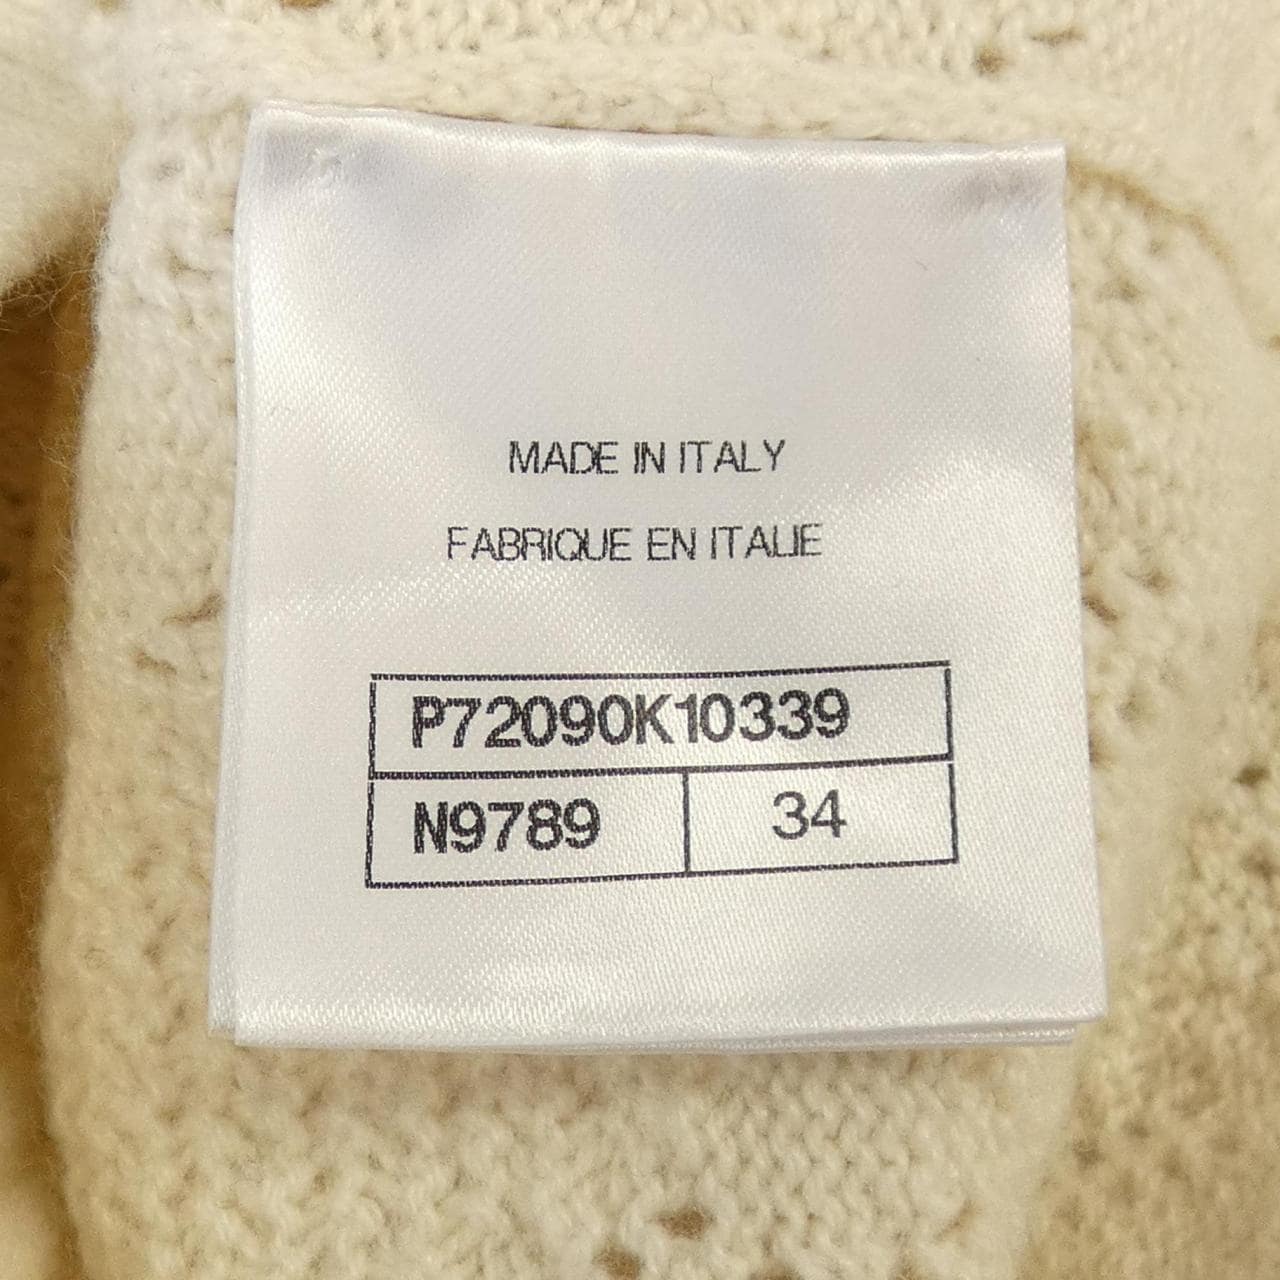 MADE IN ITALY
FABRIQUE EN ITALIE
P72090K10339
N9789 34